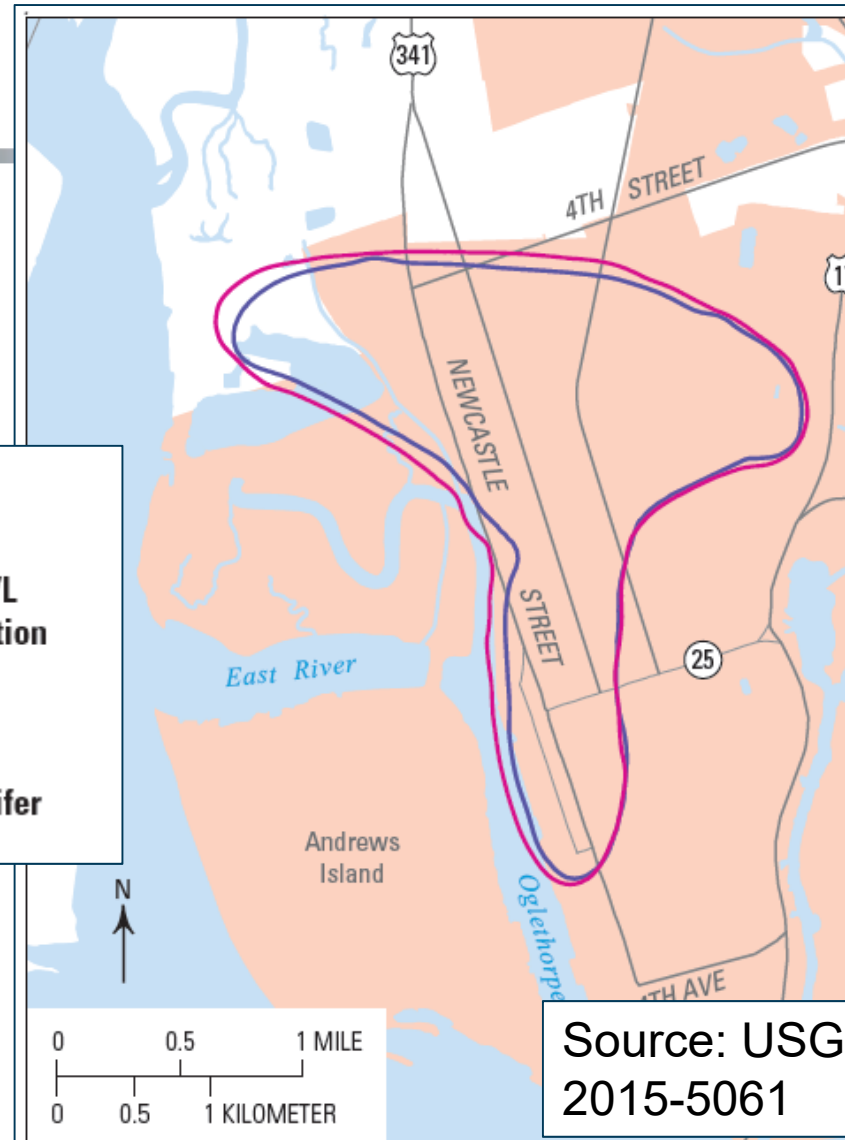 341
4TH STREET
NEWCASTLE
STREET
East River
25
Andrews
Island
Oglethorpe
AVE
N
0 0.5 1 MILE
0 0.5 1 KILOMETER
Source: USG
2015-5061